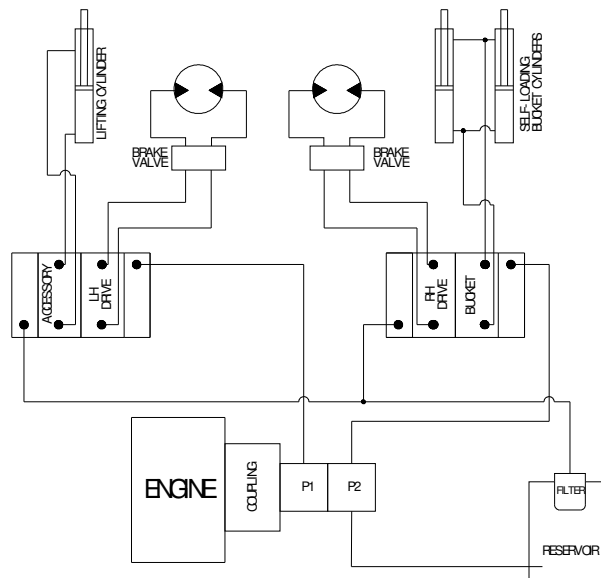 LIFTING CYLINDER
SELF-LOADING
BUCKET CYLINDERS
BRAKE
VALVE
BRAKE
VALVE
ACCESSORY
LH
DRIVE
RH
DRIVE
BUCKET
ENGINE
COUPLING
P1
P2
FILTER
RESERVOIR